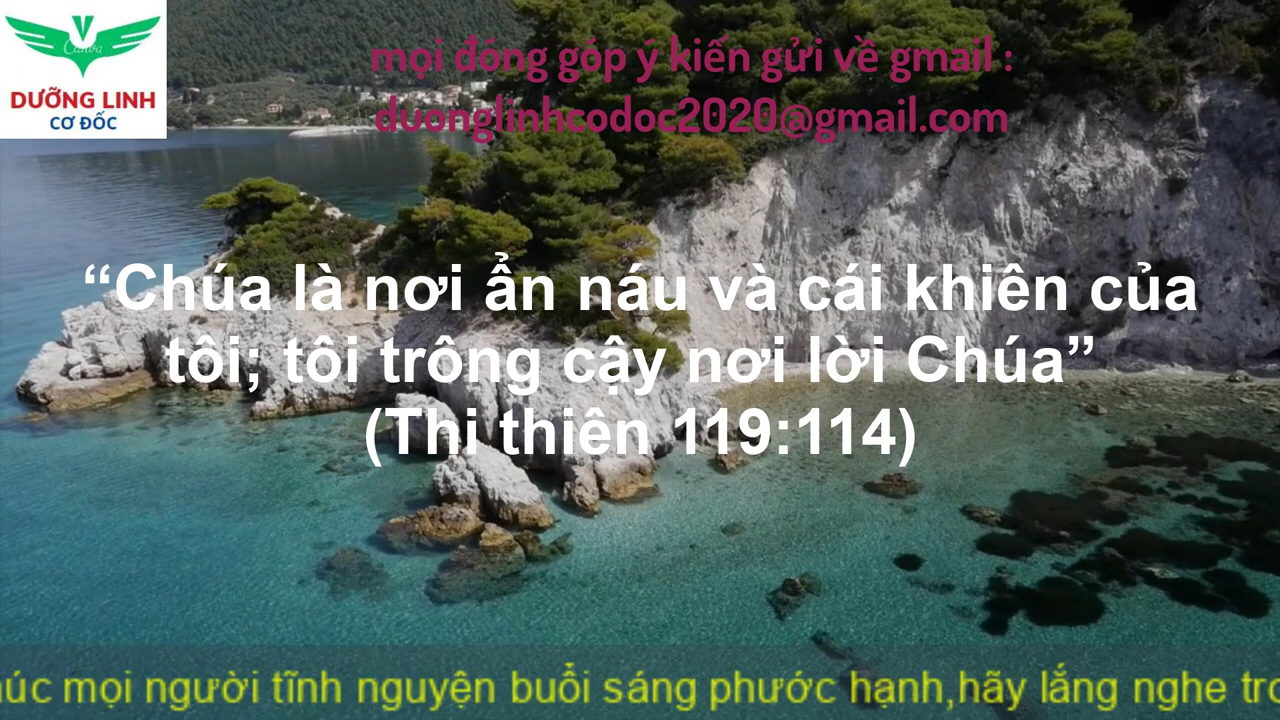 V
Canva
DƯỠNG LINH
CƠ ĐỐC
mọi đóng góp ý kiến gửi về gmail :
duonglinhcodoc2020@gmail.com
“Chúa là nơi ẩn náu và cái khiên của
tôi; tôi trông cậy nơi lời Chúa”
(Thi thiên 119:114)
mọi người tĩnh nguyện buổi sáng phước hạnh,hãy lắng nghe